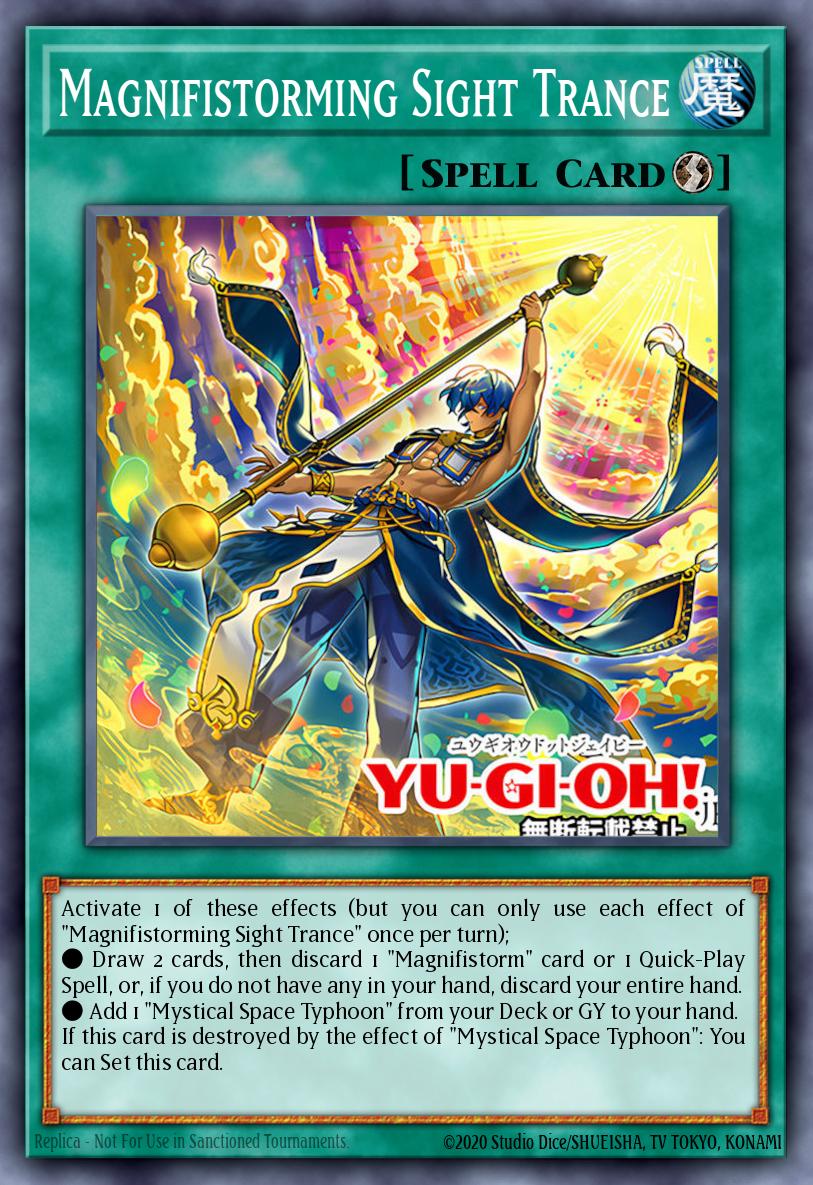 Magnifistorming Sight Trance
SPELL
魔
[Spell Card]
ユウギオウドットジェイピー
YU-GI-OH!
無断転載禁止
Activate 1 of these effects (but you can only use each effect of
"Magnifistorming Sight Trance" once per turn);
● Draw 2 cards, then discard 1 "Magnifistorm" card or 1 Quick-Play
Spell, or, if you do not have any in your hand, discard your entire hand.
● Add 1 "Mystical Space Typhoon" from your Deck or GY to your hand.
If this card is destroyed by the effect of "Mystical Space Typhoon": You
can Set this card.
Replica - Not For Use in Sanctioned Tournaments.
©2020 Studio Dice/SHUEISHA, TV TOKYO, KONAMI